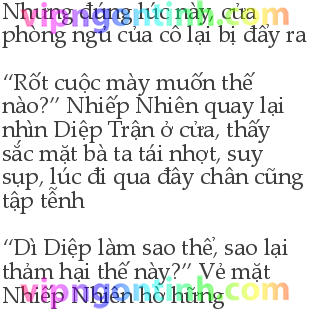 Nhưng đúng lúc này, cửa
phòng ngủ của cô lại bị đẩy ra
“Rốt cuộc mày muốn thế
nào?” Nhiếp Nhiên quay lại
nhìn Diệp Trận ở cửa, thấy
sắc mặt bà ta tái nhợt, suy
sụp, lúc đi qua đây chân cũng
tập tễnh
“Dì Diệp làm sao thể, sao lại
thảm hại thế này?” Vẻ mặt
Nhiếp Nhiên hờ hững
vipngontinh.com
vipngontinh.com